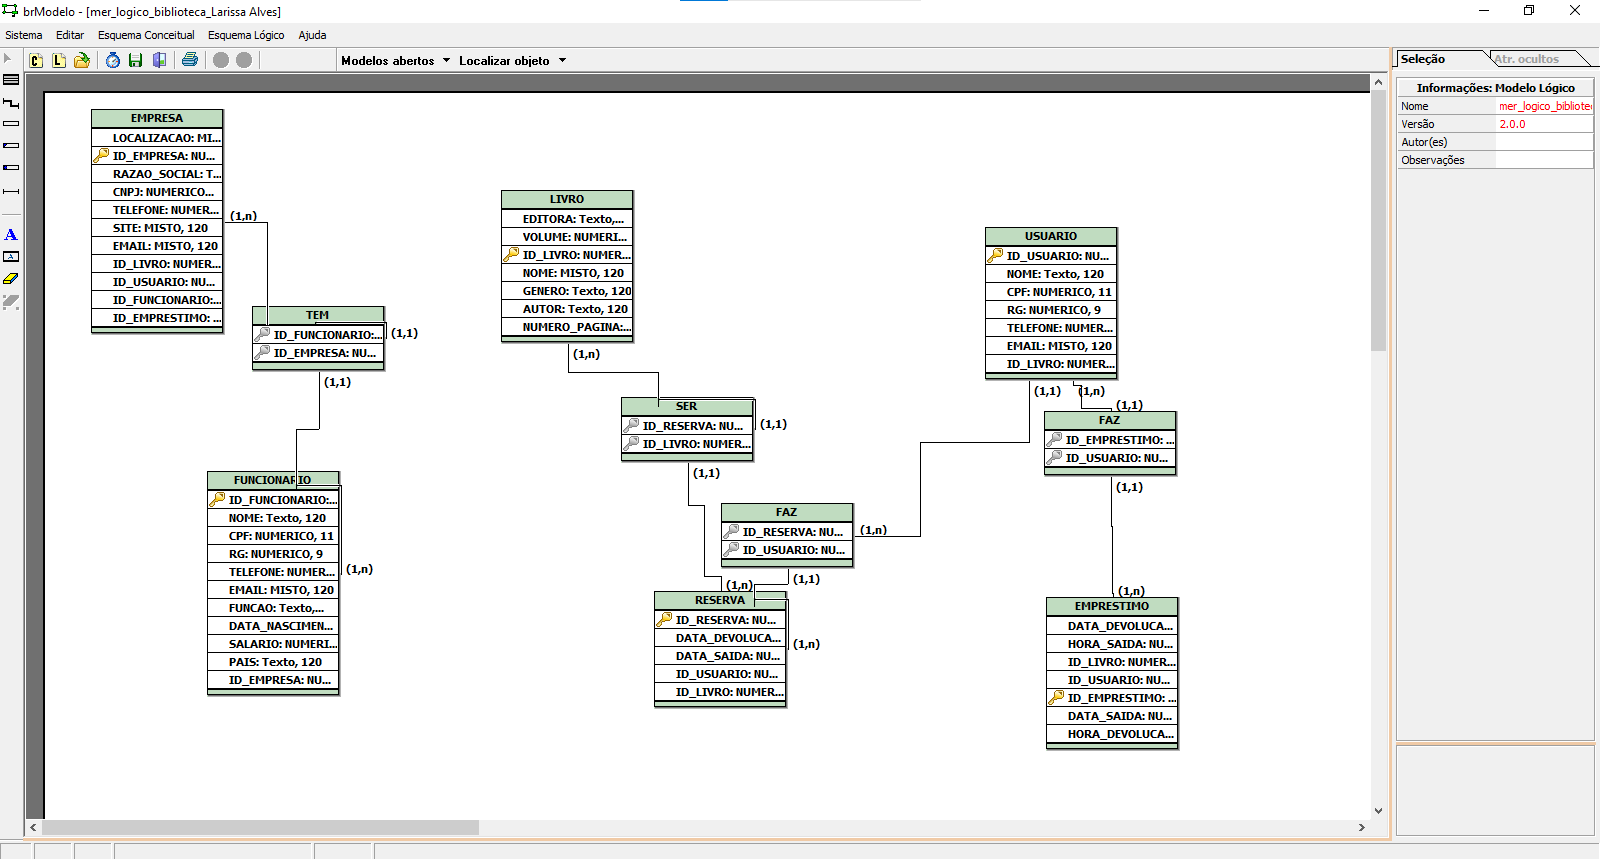 brModelo - [mer_logico_biblioteca_Larissa Alves]
Sistema Editar Esquema Conceitual Esquema Lógico Ajuda
C L Modelos abertos Localizar objeto
Seleção Atr. ocultos
Informações: Modelo Lógico
Nome mer_logico_bibliote
Versão 2.0.0
Autor(es)
Observações
A
A
EMPRESA
LOCALIZACAO: MI...
ID_EMPRESA: NU...
RAZAO_SOCIAL: T...
CNPJ: NUMERICO...
TELEFONE: NUMER...
SITE: MISTO, 120
EMAIL: MISTO, 120
ID_LIVRO: NUMER...
ID_USUARIO: NU...
ID_FUNCIONARIO:...
ID_EMPRESTIMO: ...
(1,n)
TEM
ID_FUNCIONARIO:...
ID_EMPRESA: NU...
(1,1)
(1,1)
FUNCIONARIO
ID_FUNCIONARIO:...
NOME: Texto, 120
CPF: NUMERICO, 11
RG: NUMERICO, 9
TELEFONE: NUMER...
EMAIL: MISTO, 120
FUNCAO: Texto,...
DATA_NASCIMEN...
SALARIO: NUMERI...
PAIS: Texto, 120
ID_EMPRESA: NU...
(1,n)
LIVRO
EDITORA: Texto,...
VOLUME: NUMERI...
ID_LIVRO: NUMER...
NOME: MISTO, 120
GENERO: Texto, 120
AUTOR: Texto, 120
NUMERO_PAGINA:...
(1,n)
SER
ID_RESERVA: NU...
ID_LIVRO: NUMER...
(1,1)
(1,1)
FAZ
ID_RESERVA: NU...
ID_USUARIO: NU...
(1,n)
(1,1)
(1,n)
RESERVA
ID_RESERVA: NU...
DATA_DEVOLUCA...
DATA_SAIDA: NU...
ID_USUARIO: NU...
ID_LIVRO: NUMER...
(1,n)
USUARIO
ID_USUARIO: NU...
NOME: Texto, 120
CPF: NUMERICO, 11
RG: NUMERICO, 9
TELEFONE: NUMER...
EMAIL: MISTO, 120
ID_LIVRO: NUMER...
(1,1) (1,n)
(1,1)
FAZ
ID_EMPRESTIMO: ...
ID_USUARIO: NU...
(1,1)
(1,n)
EMPRESTIMO
DATA_DEVOLUCA...
HORA_SAIDA: NU...
ID_LIVRO: NUMER...
ID_USUARIO: NU...
ID_EMPRESTIMO: ...
DATA_SAIDA: NU...
HORA_DEVOLUCA...